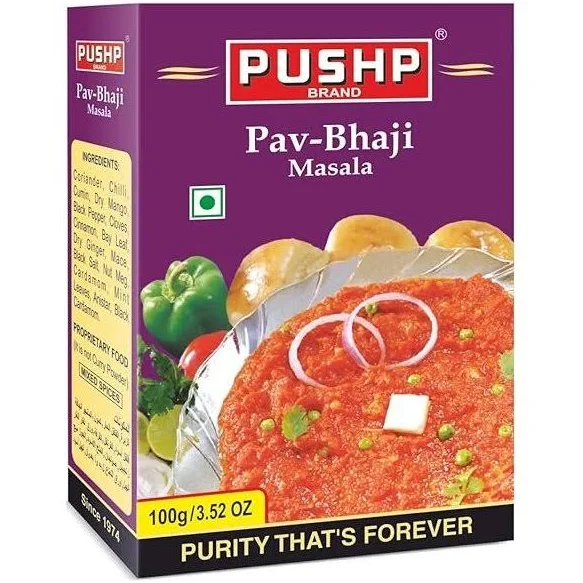 PUSHP
BRAND
Pav-Bhaji
Masala
INGREDIENTS:
Coriander, Chilli,
Cumin, Dry Mango,
Black Pepper, Cloves,
Cinnamon, Bay Leaf,
Dry Ginger, Mace,
Black Salt, Nut Meg,
Cardamom, Mint
Leaves, Anistar, Black
Cardamom.
PROPRIETARY FOOD
(It is not Curry Powder)
MIXED SPICES
Since 1974
PUSHP®
BRAND
Pav-Bhaji
Masala
100g/3.52 OZ
PURITY THAT'S FOREVER